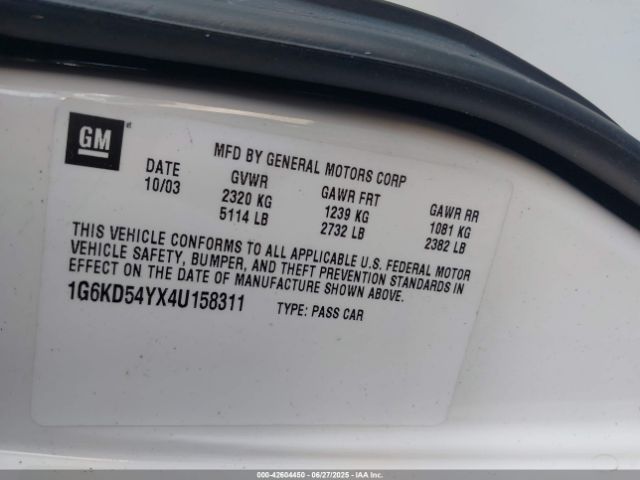 GM
MFD BY GENERAL MOTORS CORP
DATE GVWR GAWR FRT GAWR RR
10/03 2320 KG 1239 KG 1081 KG
5114 LB 2732 LB 2382 LB
THIS VEHICLE CONFORMS TO ALL APPLICABLE U.S. FEDERAL MOTOR
VEHICLE SAFETY, BUMPER, AND THEFT PREVENTION STANDARDS IN
EFFECT ON THE DATE OF MANUFACTURE SHOWN ABOVE.
1G6KD54YX4U158311 TYPE: PASS CAR
000-42604450 - 06/27/2025 - IAA Inc.